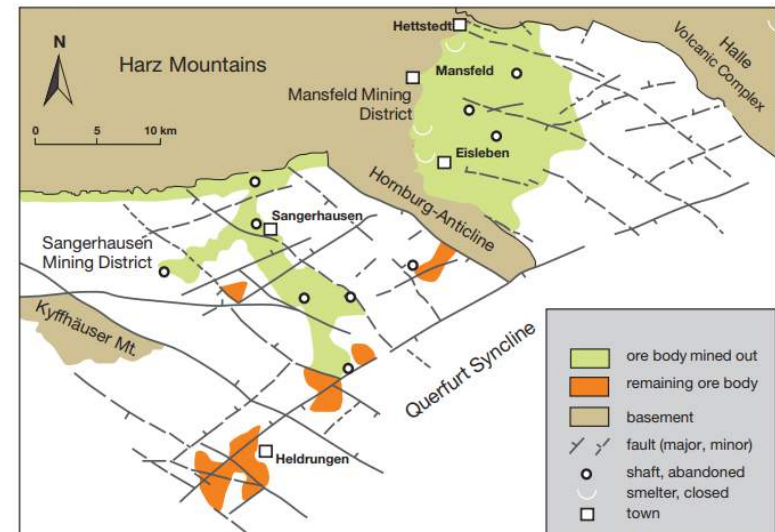 Hettstedt
N
Harz Mountains
Halle
Volcanic Complex
Mansfeld
Mansfeld Mining
District
0 5 10 km
Eisleben
Hornburg-Anticline
Sangerhausen
Sangerhausen
Mining District
Kyffhäuser Mt.
Querfurt Syncline
Heldrungen
ore body mined out
remaining ore body
basement
fault (major, minor)
shaft, abandoned
smelter, closed
town